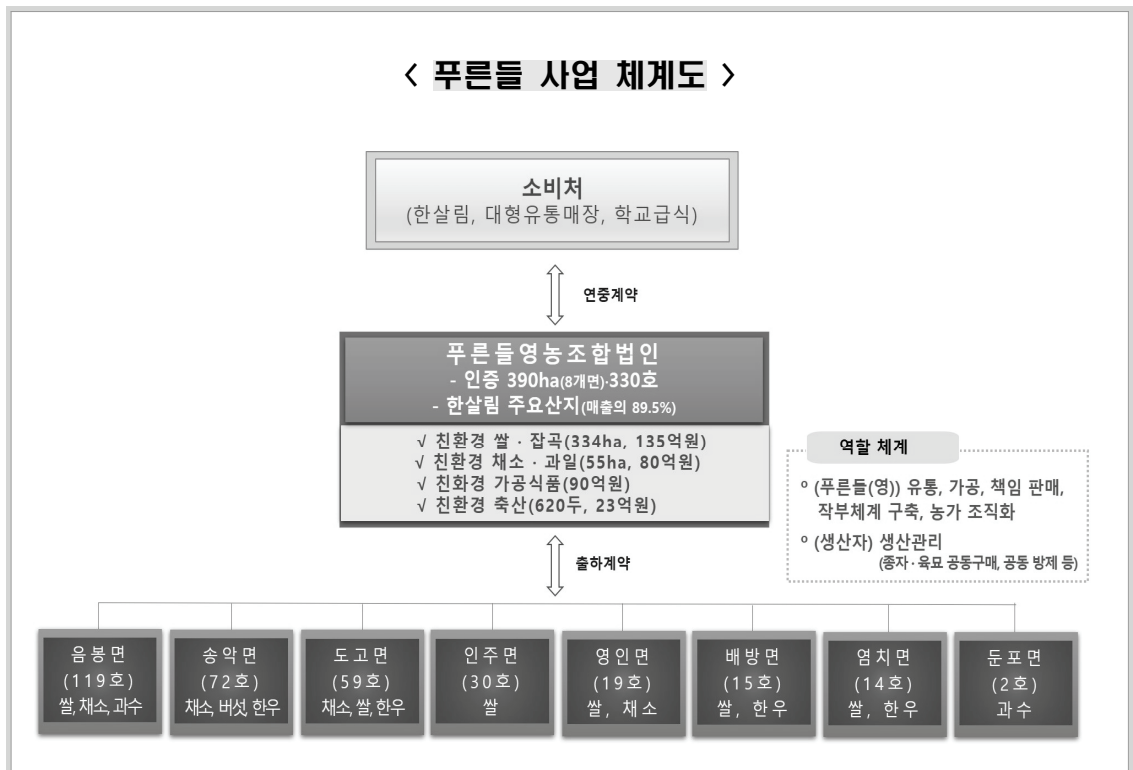 < 푸른들 사업 체계도 >
소비처
(한살림, 대형유통매장, 학교급식)
연중계약
푸른들영농조합법인
- 인증 390ha(8개면)·330호
- 한살림 주요산지(매출의 89.5%)
√ 친환경 쌀 · 잡곡(334ha, 135억원)
√ 친환경 채소 · 과일(55ha, 80억원)
√ 친화경 가공식품(90억원)
√ 친환경 축산(620두, 23억원)
역할 체계
º (푸른들(영)) 유통, 가공, 책임 판매,
작부체계 구축, 농가 조직화
º (생산자) 생산관리
(종자 · 육묘 공동구매, 공동 방제 등)
출하계약
음봉면
(119호)
쌀, 채소, 과수
송악면
(72호)
채소, 버섯, 한우
도고면
(59호)
채소, 쌀, 한우
인주면
(30호)
쌀
영인면
(19호)
쌀, 채소
배방면
(15호)
쌀, 한우
염치면
(14호)
쌀, 한우
둔포면
(2호)
과수